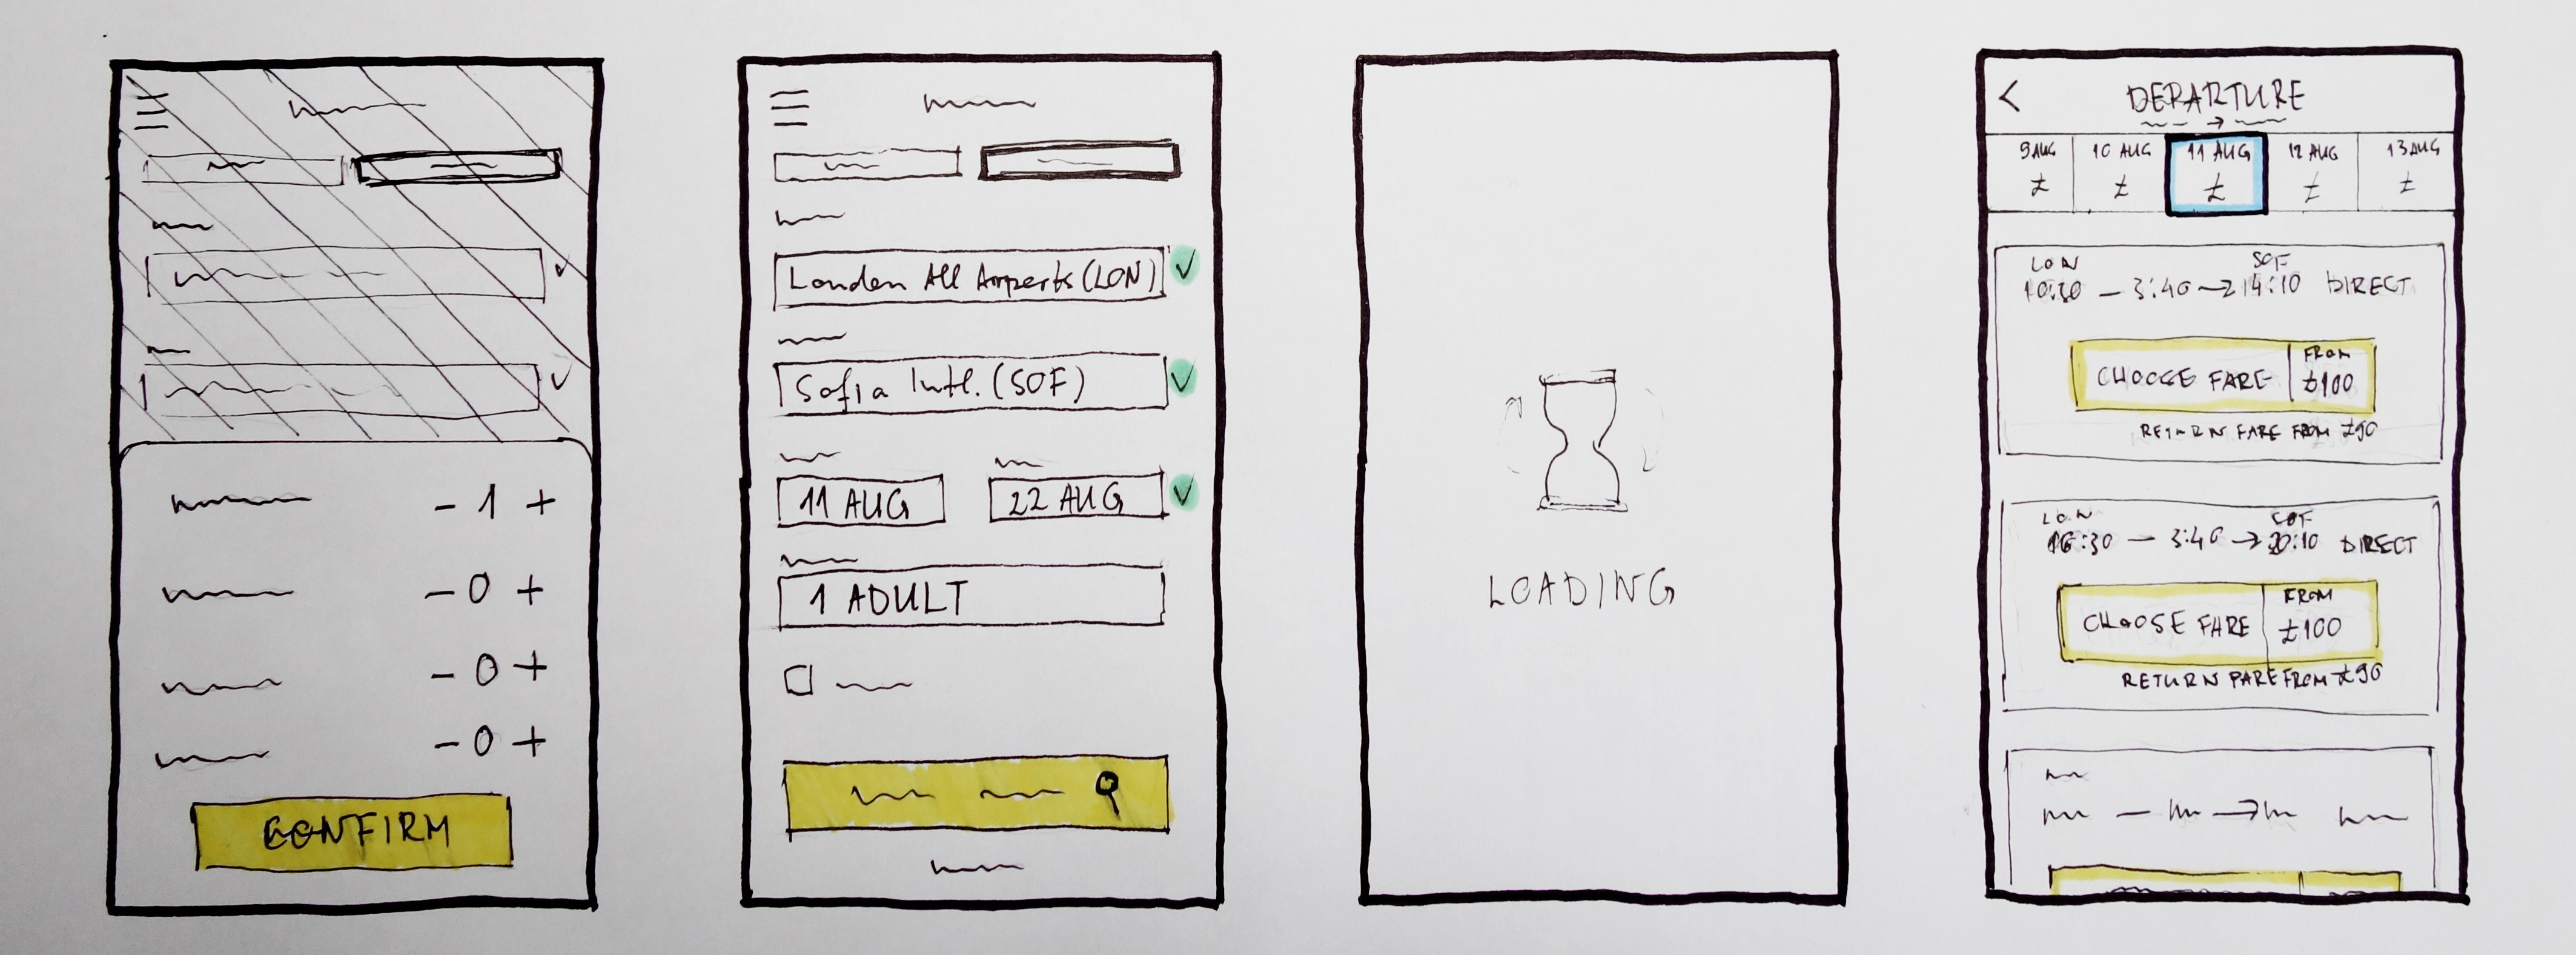 - 1 +
- 0 +
- 0 +
- 0 +
CONFIRM
London All Airports (LON)
Sofia Intl. (SOF)
11 AUG 22 AUG
1 ADULT
LOADING
< DEPARTURE
9 AUG 10 AUG 11 AUG 12 AUG 13 AUG
£ £ £ £ £
LON SOF
10:30 — 3:40 → 14:10 DIRECT
FROM
CHOOSE FARE £100
RETURN FARE FROM £90
LON SOF
16:30 — 3:40 → 20:10 DIRECT
FROM
CHOOSE FARE £100
RETURN FARE FROM £90